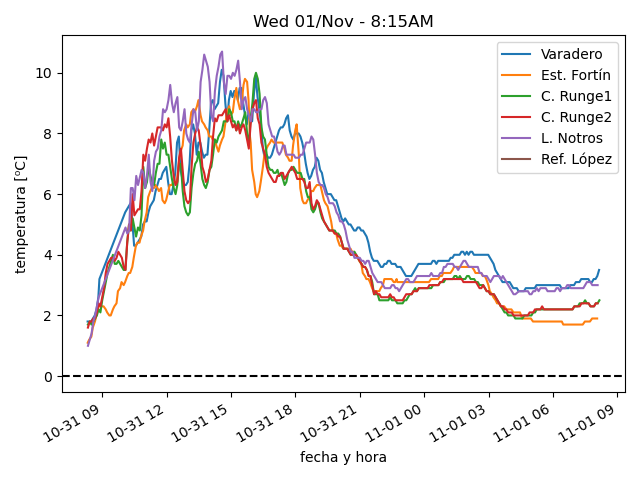 Wed 01/Nov - 8:15AM
Varadero
Est. Fortín
C. Runge1
C. Runge2
L. Notros
Ref. López
temperatura [ºC]
10
8
6
4
2
0
10-31 09
10-31 12
10-31 15
10-31 18
10-31 21
11-01 00
11-01 03
11-01 06
11-01 09
fecha y hora